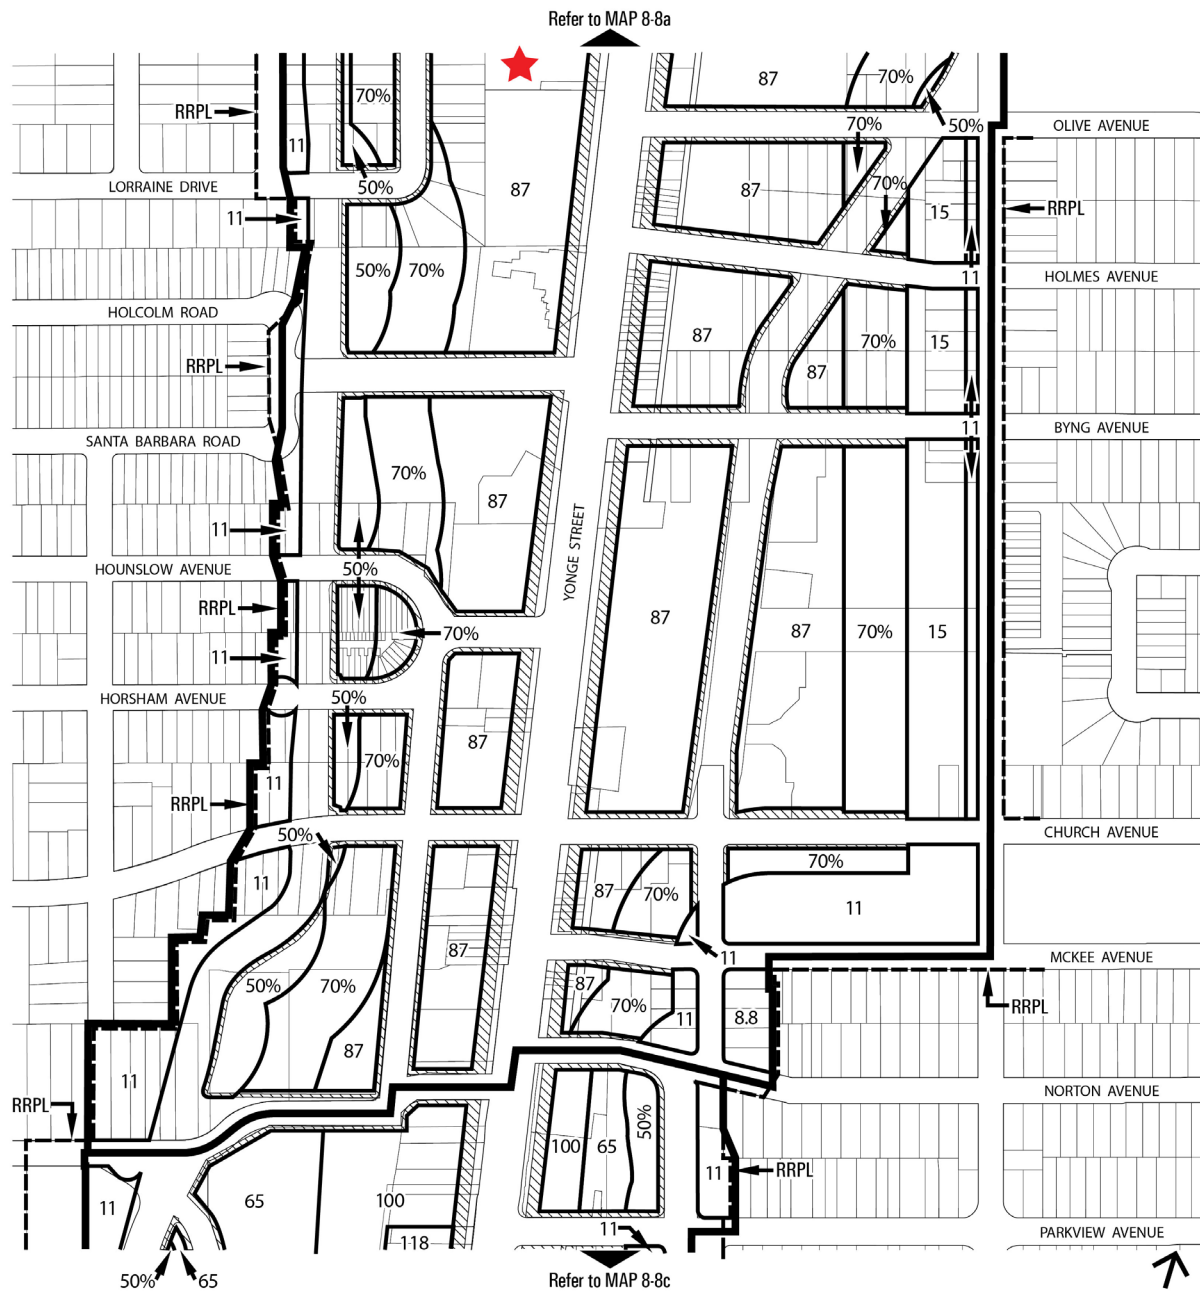 Refer to MAP 8-8a
87
70%
70%
RRPL
50%
70%
OLIVE AVENUE
11
LORRAINE DRIVE
50%
87
87
70%
15
RRPL
11
50%
70%
11
HOLMES AVENUE
HOLCOLM ROAD
87
70%
15
RRPL
87
SANTA BARBARA ROAD
11
BYNG AVENUE
70%
87
11
YONGE STREET
HOUNSLOW AVENUE
50%
RRPL
87
87
70%
15
70%
11
HORSHAM AVENUE
50%
87
70%
11
RRPL
50%
CHURCH AVENUE
70%
11
87
70%
11
87
11
MCKEE AVENUE
50%
70%
87
70%
11
8.8
RRPL
87
11
NORTON AVENUE
RRPL
50%
100
65
11
RRPL
11
65
100
11
PARKVIEW AVENUE
118
50%
65
Refer to MAP 8-8c